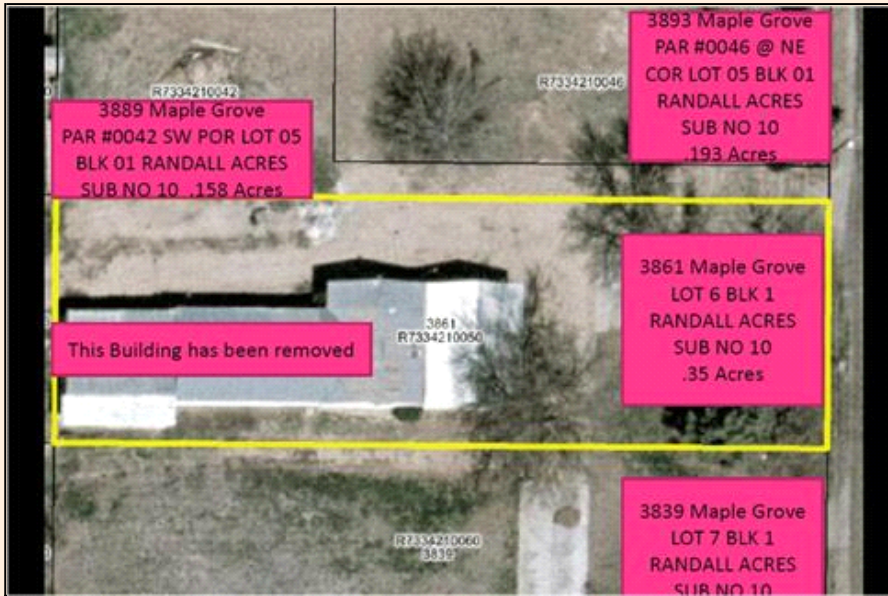 3893 Maple Grove
PAR #0046 @ NE
COR LOT 05 BLK 01
RANDALL ACRES
SUB NO 10
.193 Acres
R7334210042
R7334210046
3889 Maple Grove
PAR #0042 SW POR LOT 05
BLK 01 RANDALL ACRES
SUB NO 10 .158 Acres
3861 Maple Grove
LOT 6 BLK 1
RANDALL ACRES
SUB NO 10
.35 Acres
3861
R7334210050
This Building has been removed
3839 Maple Grove
LOT 7 BLK 1
RANDALL ACRES
SUB NO 10
R7334210060
3839